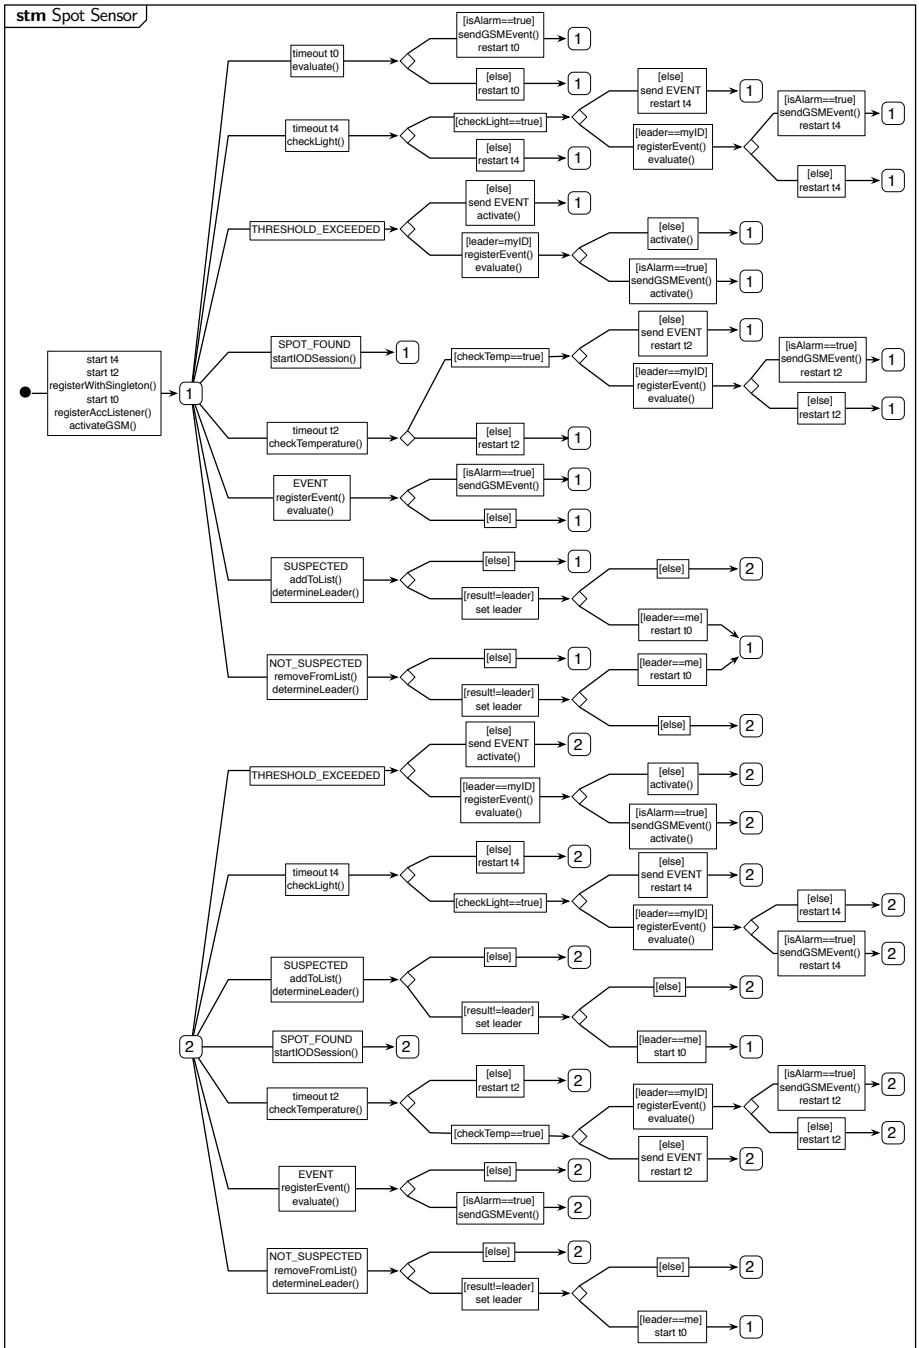 stm Spot Sensor
timeout t0
evaluate()
[isAlarm==true]
sendGSMEvent()
restart t0
1
[else]
restart t0
1
timeout t4
checkLight()
[checkLight==true]
[else]
send EVENT
restart t4
1
[leader==myID]
registerEvent()
evaluate()
[isAlarm==true]
sendGSMEvent()
restart t4
1
[else]
restart t4
1
[else]
restart t4
1
THRESHOLD_EXCEEDED
[else]
send EVENT
activate()
1
[leader=myID]
registerEvent()
evaluate()
[else]
activate()
1
[isAlarm==true]
sendGSMEvent()
activate()
1
start t4
start t2
registerWithSingleton()
start t0
registerAccListener()
activateGSM()
1
SPOT_FOUND
startIODSession()
1
timeout t2
checkTemperature()
[checkTemp==true]
[else]
send EVENT
restart t2
1
[leader==myID]
registerEvent()
evaluate()
[isAlarm==true]
sendGSMEvent()
restart t2
1
[else]
restart t2
1
[else]
restart t2
1
EVENT
registerEvent()
evaluate()
[isAlarm==true]
sendGSMEvent()
1
[else]
1
SUSPECTED
addToList()
determineLeader()
[else]
1
[result!=leader]
set leader
[else]
2
[leader==me]
restart t0
1
NOT_SUSPECTED
removeFromList()
determineLeader()
[else]
1
[result!=leader]
set leader
[leader==me]
restart t0
[else]
2
2
THRESHOLD_EXCEEDED
[else]
send EVENT
activate()
2
[leader==myID]
registerEvent()
evaluate()
[else]
activate()
2
[isAlarm==true]
sendGSMEvent()
activate()
2
timeout t4
checkLight()
[else]
restart t4
2
[checkLight==true]
[else]
send EVENT
restart t4
2
[leader==myID]
registerEvent()
evaluate()
[else]
restart t4
2
[isAlarm==true]
sendGSMEvent()
restart t4
2
SUSPECTED
addToList()
determineLeader()
[else]
2
[result!=leader]
set leader
[else]
2
[leader==me]
start t0
1
SPOT_FOUND
startIODSession()
2
timeout t2
checkTemperature()
[else]
restart t2
2
[checkTemp==true]
[leader==myID]
registerEvent()
evaluate()
[isAlarm==true]
sendGSMEvent()
restart t2
2
[else]
restart t2
2
[else]
send EVENT
restart t2
2
EVENT
registerEvent()
evaluate()
[else]
2
[isAlarm==true]
sendGSMEvent()
2
NOT_SUSPECTED
removeFromList()
determineLeader()
[else]
2
[result!=leader]
set leader
[else]
2
[leader==me]
start t0
1